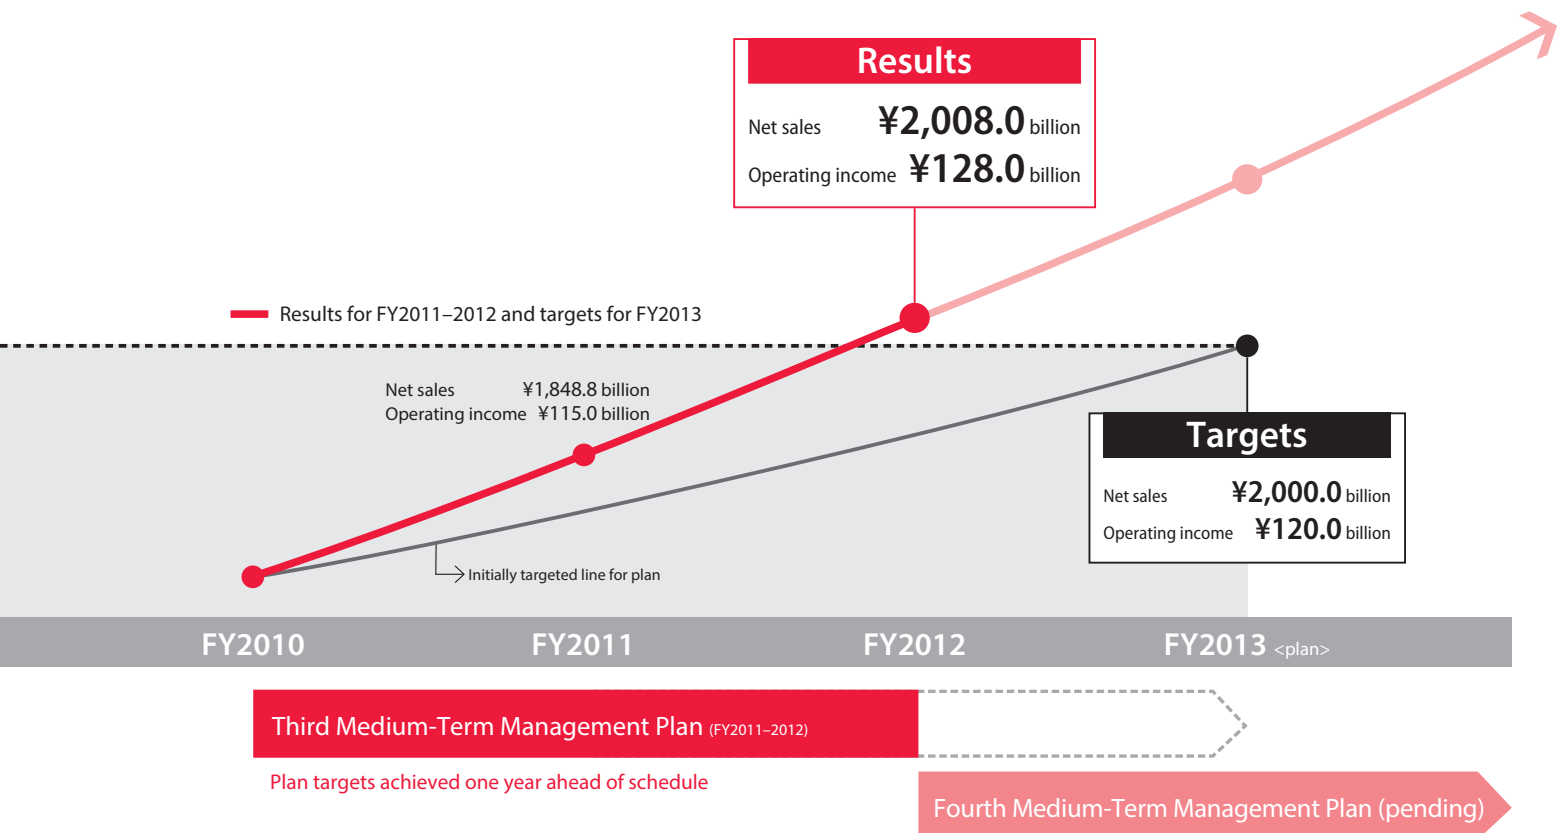 Results
Net sales ¥2,008.0 billion
Operating income ¥128.0 billion
Results for FY2011–2012 and targets for FY2013
Net sales ¥1,848.8 billion
Operating income ¥115.0 billion
Targets
Net sales ¥2,000.0 billion
Operating income ¥120.0 billion
Initially targeted line for plan
FY2010 FY2011 FY2012 FY2013 <plan>
Third Medium-Term Management Plan (FY2011–2012)
Plan targets achieved one year ahead of schedule
Fourth Medium-Term Management Plan (pending)